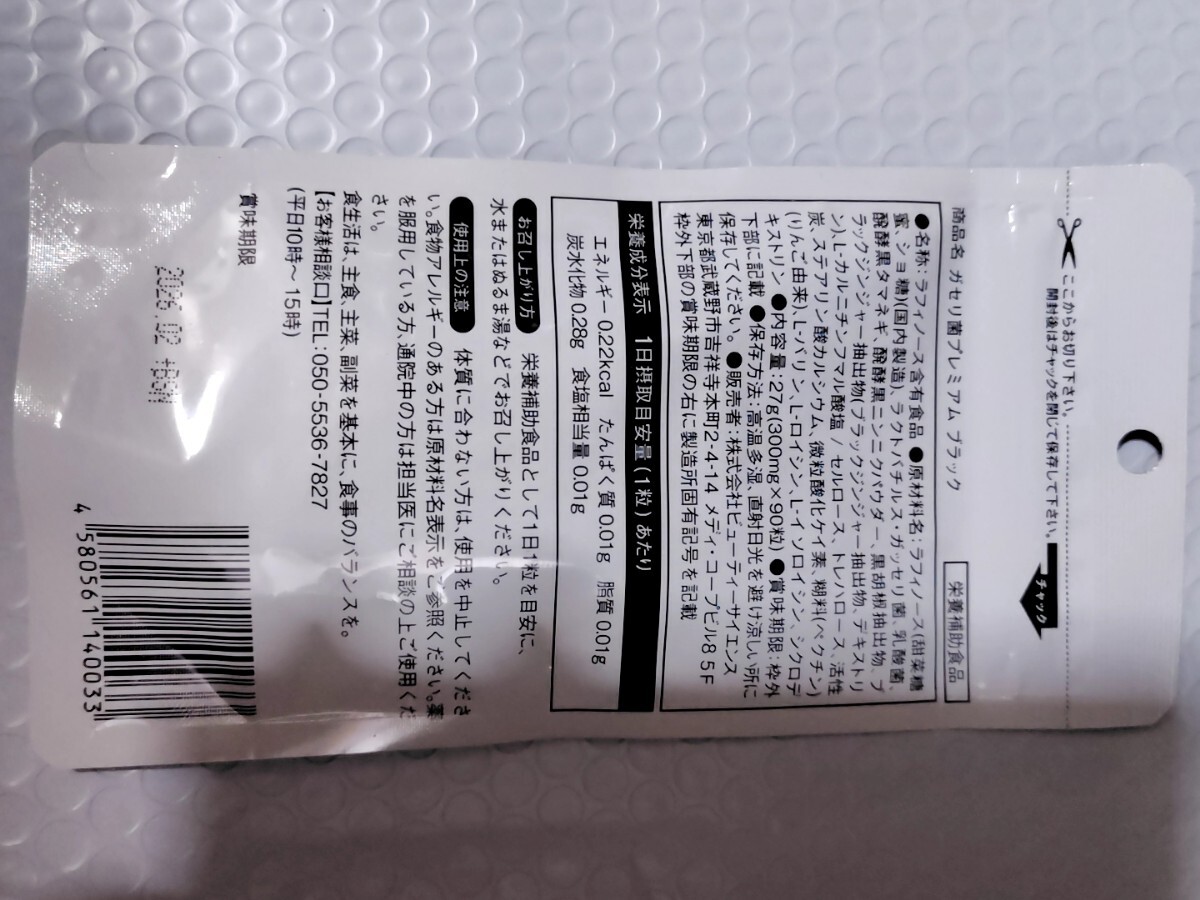 ここからお切り下さい。
開封後はチャックを閉じて保存して下さい。
チャック
商品名 ガセリ菌プレミアム ブラック
栄養補助食品
●名称:ラフィノース含有食品 ●原材料名:ラフィノース(甜菜糖
蜜、ショ糖)(国内製造)、ラクトバチルス・ガッセリ菌、乳酸菌、
醗酵黒タマネギ、醗酵黒ニンニクパウダー、黒胡椒抽出物、ブ
ラックジンジャー抽出物(ブラックジンジャー抽出物、デキストリ
ン)、L-カルニチンフマル酸塩 / セルロース、トレハロース、活性
炭、ステアリン酸カルシウム、微粒酸化ケイ素、糊料(ペクチン)
(りんご由来)、L-バリン、L-ロイシン、L-イソロイシン、シクロデ
キストリン ●内容量:27g(300mg×90粒) ●賞味期限:枠外
下部に記載 ●保存方法:高温多湿、直射日光を避け涼しい所に
保存してください。 ●販売者:株式会社ビューティーサイエンス
東京都武蔵野市吉祥寺本町2-4-14 メディ・コープビル8 5F
枠外下部の賞味期限の右に製造所固有記号を記載
栄養成分表示 1日摂取目安量(1粒)あたり
エネルギー 0.22kcal たんぱく質 0.01g 脂質 0.01g
炭水化物 0.28g 食塩相当量 0.01g
お召し上がり方 栄養補助食品として1日1粒を目安に、
水またはぬるま湯などでお召し上がりください。
使用上の注意 体質に合わない方は、使用を中止してくださ
い。食物アレルギーのある方は原材料名表示をご参照ください。薬
を服用している方、通院中の方は担当医にご相談の上ご使用くだ
さい。
食生活は、主食、主菜、副菜を基本に、食事のバランスを。
【お客様相談口】TEL:050-5536-7827
(平日10時〜15時)
賞味期限
2026 02
4 580561 140033